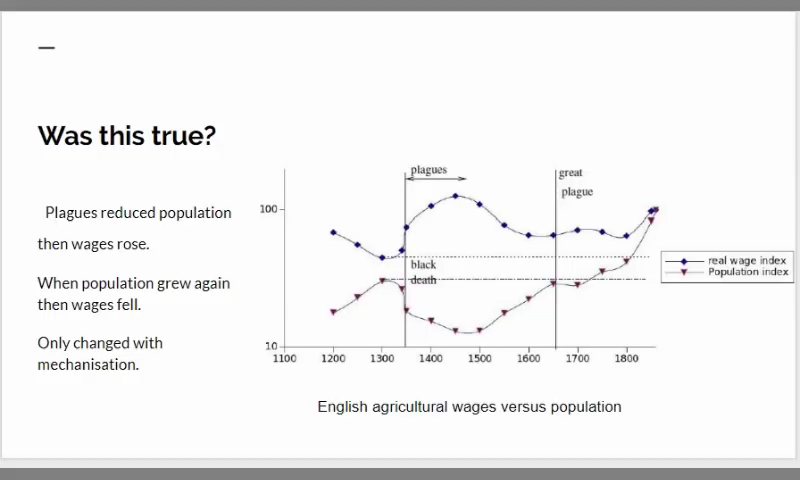 Was this true?
Plagues reduced population
then wages rose.
When population grew again
then wages fell.
Only changed with
mechanisation.
plagues
great
plague
100
black
death
real wage index
Population index
10
1100 1200 1300 1400 1500 1600 1700 1800
English agricultural wages versus population